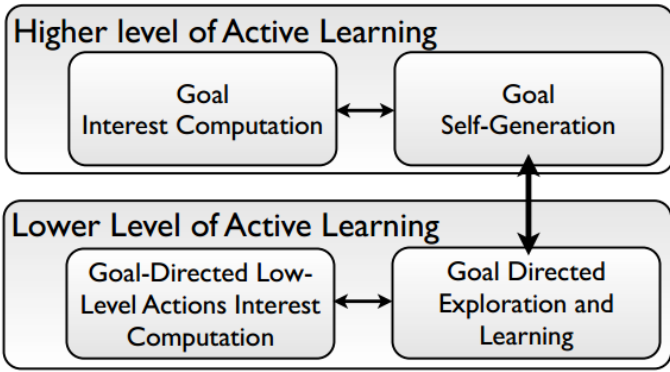 Higher level of Active Learning
Goal
Interest Computation
Goal
Self-Generation
Lower Level of Active Learning
Goal-Directed Low-
Level Actions Interest
Computation
Goal Directed
Exploration and
Learning